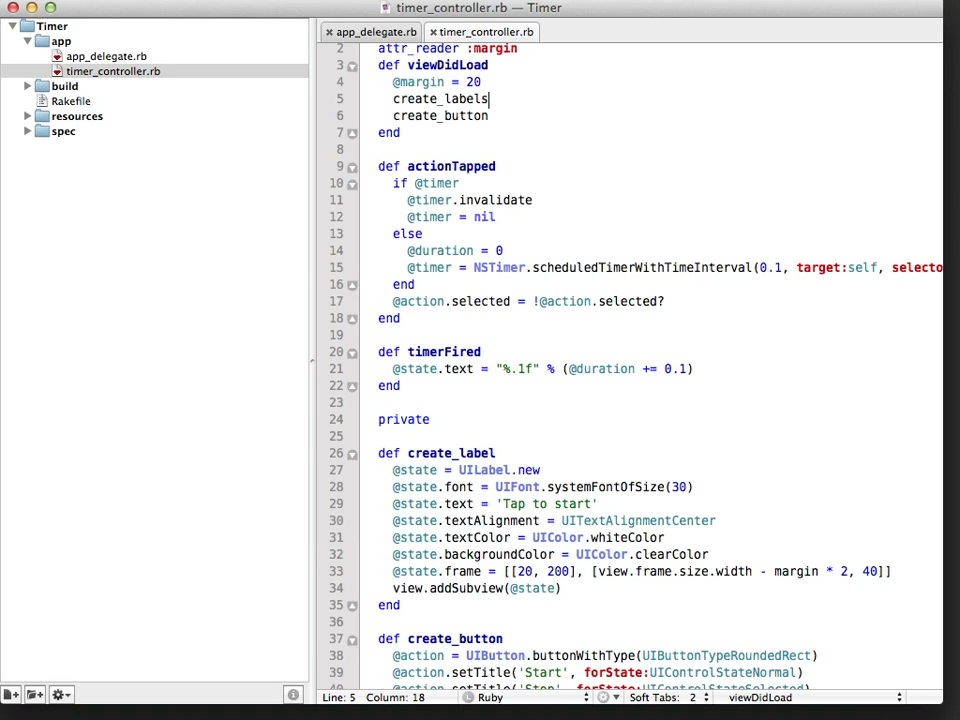 timer_controller.rb — Timer
Timer
app
app_delegate.rb
timer_controller.rb
build
Rakefile
resources
spec
app_delegate.rb
timer_controller.rb
2 attr_reader :margin
3 def viewDidLoad
4 @margin = 20
5 create_labels
6 create_button
7 end
8
9 def actionTapped
10 if @timer
11 @timer.invalidate
12 @timer = nil
13 else
14 @duration = 0
15 @timer = NSTimer.scheduledTimerWithTimeInterval(0.1, target:self, selecto
16 end
17 @action.selected = !@action.selected?
18 end
19
20 def timerFired
21 @state.text = "%.1f" % (@duration += 0.1)
22 end
23
24 private
25
26 def create_label
27 @state = UILabel.new
28 @state.font = UIFont.systemFontOfSize(30)
29 @state.text = 'Tap to start'
30 @state.textAlignment = UITextAlignmentCenter
31 @state.textColor = UIColor.whiteColor
32 @state.backgroundColor = UIColor.clearColor
33 @state.frame = [[20, 200], [view.frame.size.width - margin * 2, 40]]
34 view.addSubview(@state)
35 end
36
37 def create_button
38 @action = UIButton.buttonWithType(UIButtonTypeRoundedRect)
39 @action.setTitle('Start', forState:UIControlStateNormal)
40 @action.setTitle('Stop', forState:UIControlStateSelected)
Line: 5 Column: 18 Ruby Soft Tabs: 2 viewDidLoad